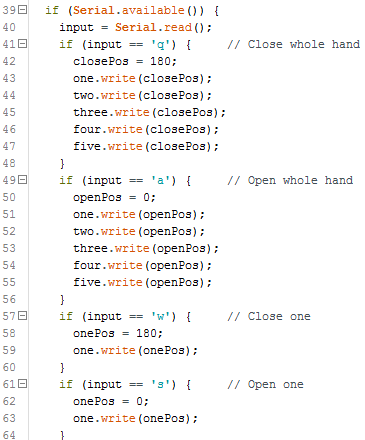 39 if (Serial.available()) {
40 input = Serial.read();
41 if (input == 'q') { // Close whole hand
42 closePos = 180;
43 one.write(closePos);
44 two.write(closePos);
45 three.write(closePos);
46 four.write(closePos);
47 five.write(closePos);
48 }
49 if (input == 'a') { // Open whole hand
50 openPos = 0;
51 one.write(openPos);
52 two.write(openPos);
53 three.write(openPos);
54 four.write(openPos);
55 five.write(openPos);
56 }
57 if (input == 'w') { // Close one
58 onePos = 180;
59 one.write(onePos);
60 }
61 if (input == 's') { // Open one
62 onePos = 0;
63 one.write(onePos);
64 }